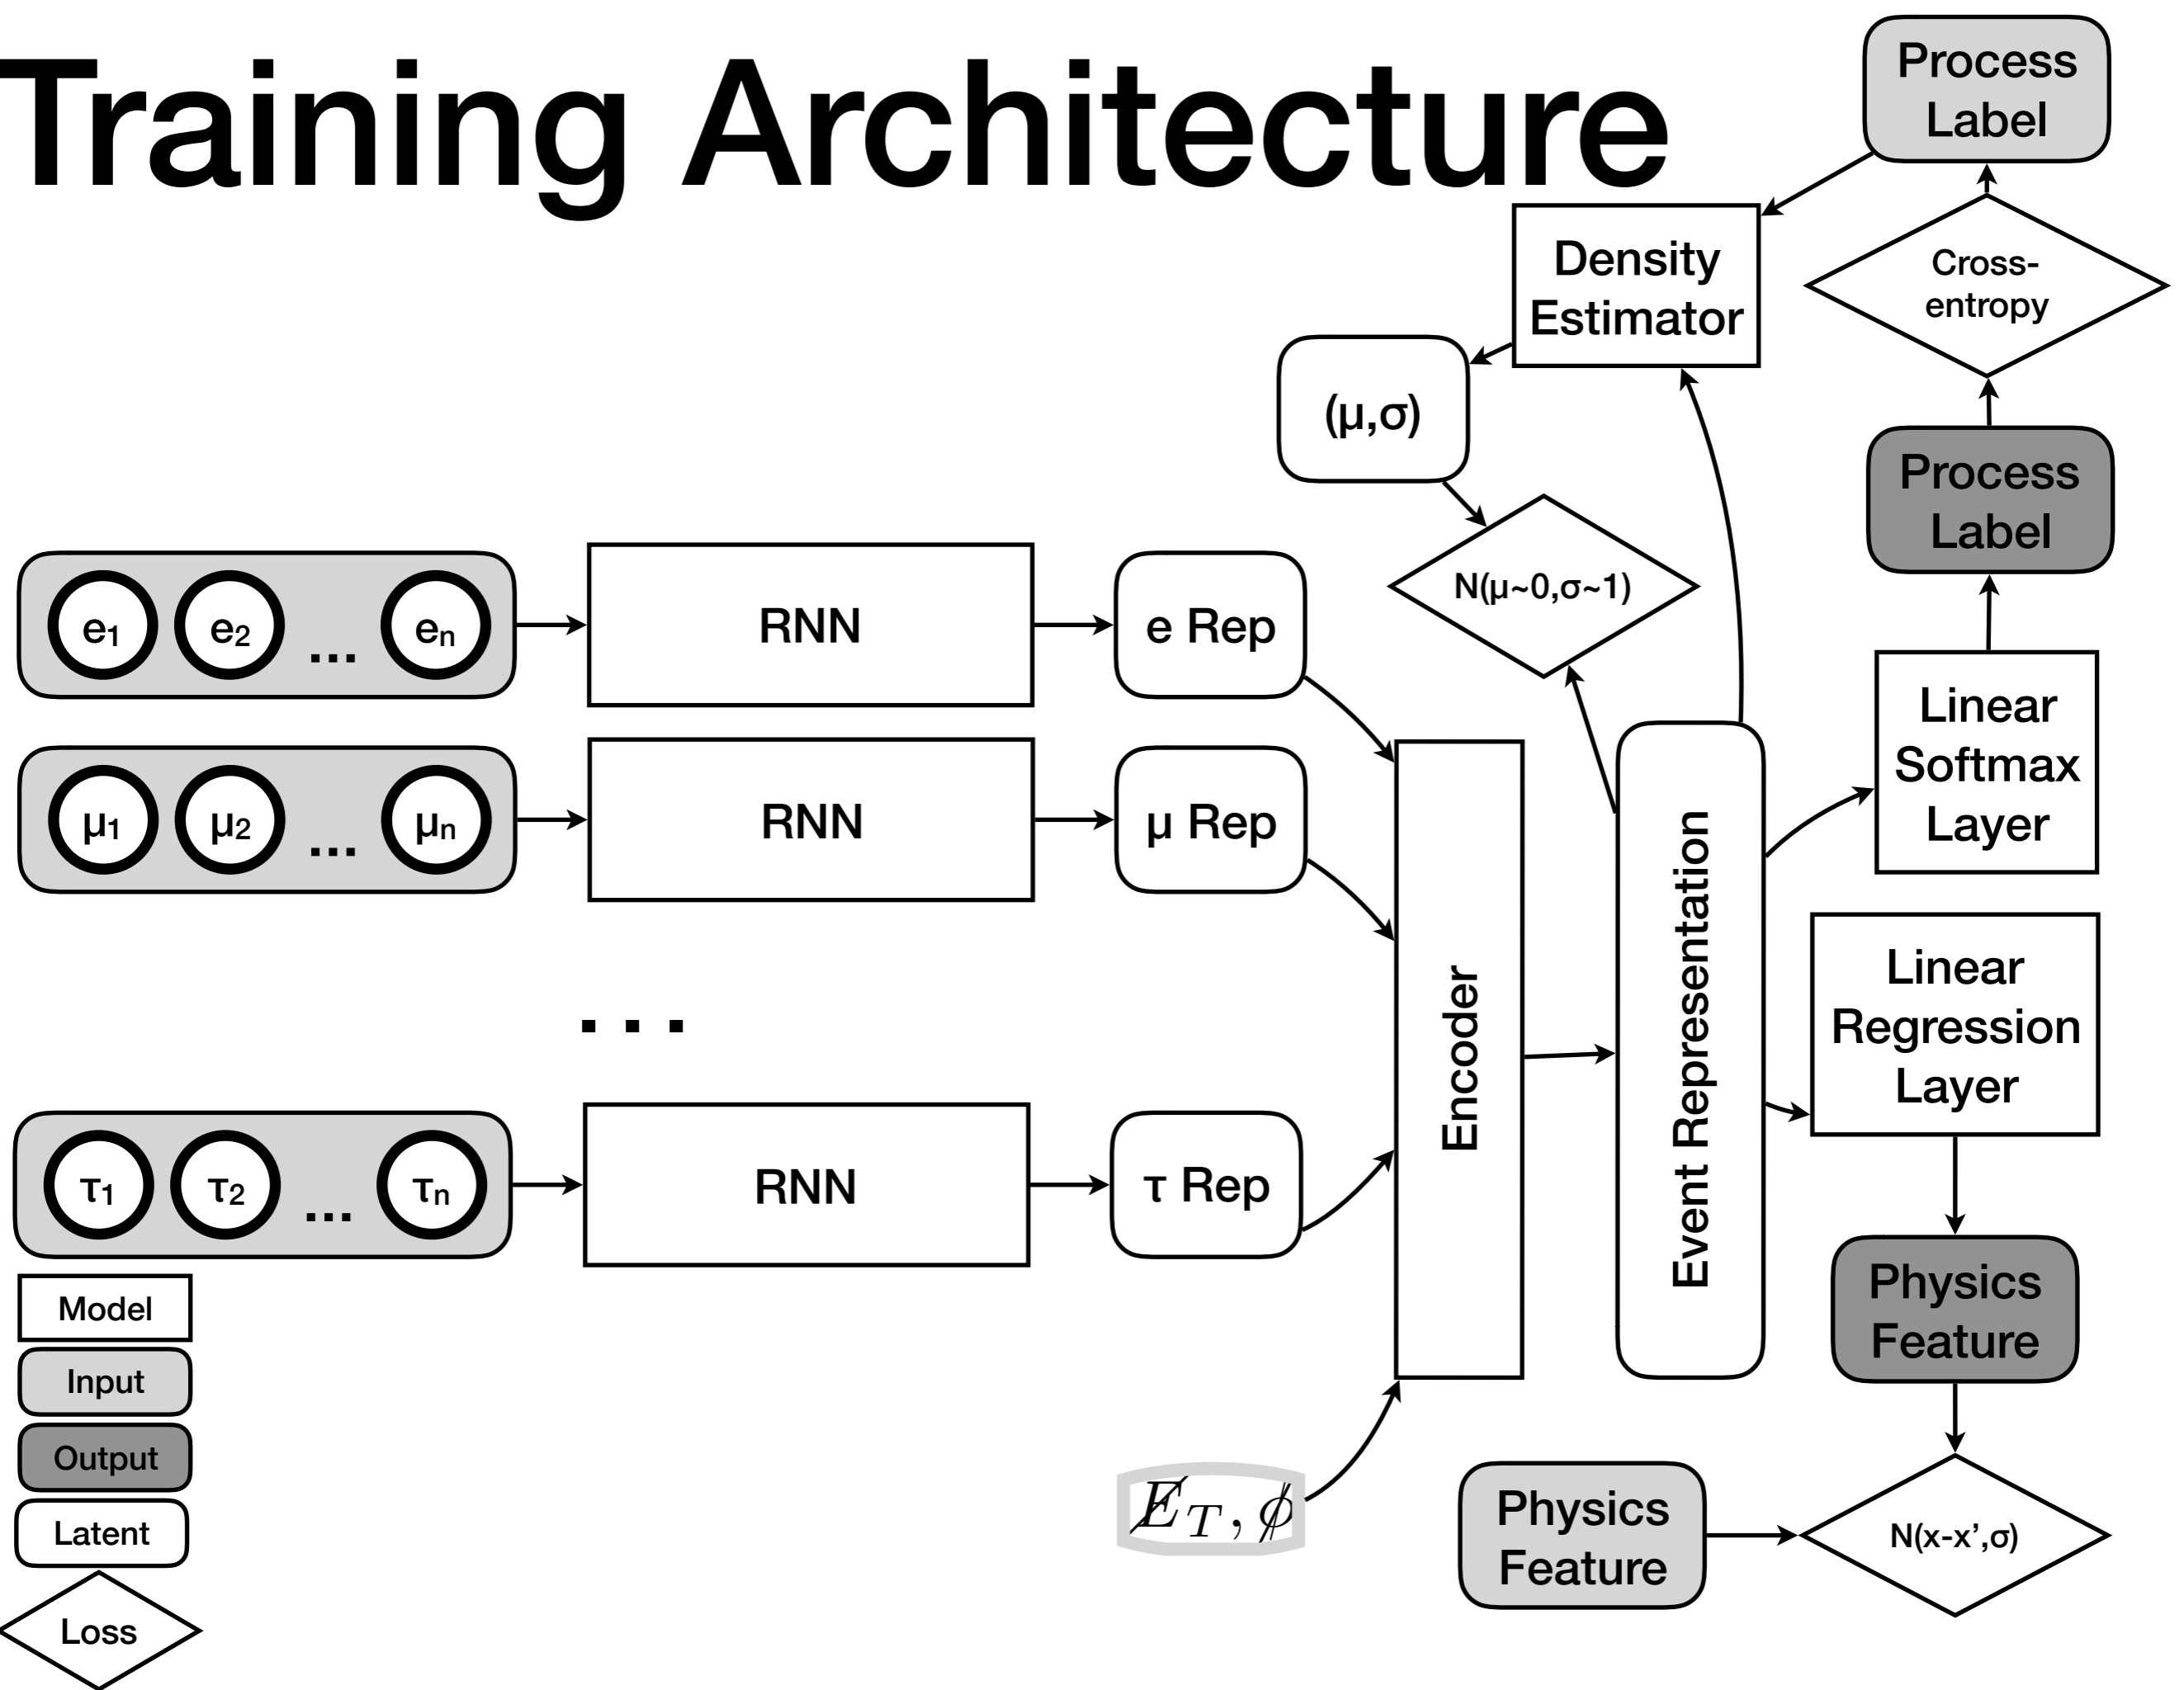 Training Architecture
Process
Label
Density
Estimator
Cross-
entropy
(μ,σ)
Process
Label
N(μ~0,σ~1)
e1 e2 ... en
RNN
e Rep
Linear
Softmax
Layer
μ1 μ2 ... μn
RNN
μ Rep
Encoder
Event Representation
Linear
Regression
Layer
...
τ1 τ2 ... τn
RNN
τ Rep
Physics
Feature
Model
Input
Output
Latent
Loss
E̸T, ϕ̸
Physics
Feature
N(x-x’,σ)